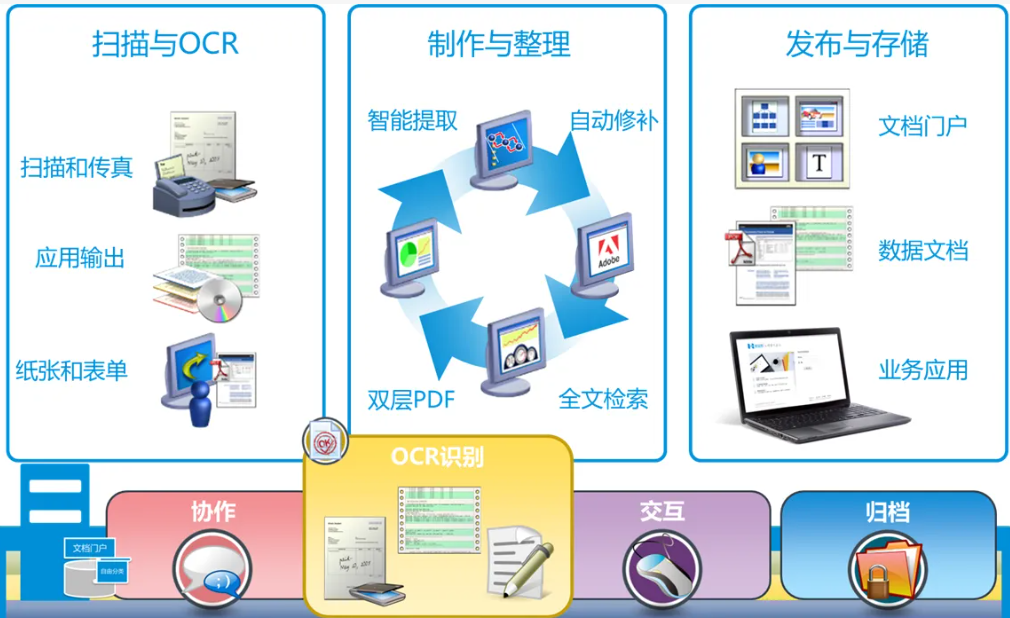 扫描与OCR
制作与整理
发布与存储
扫描和传真
应用输出
纸张和表单
智能提取
自动修补
Adobe
双层PDF
全文检索
文档门户
T
数据文档
业务应用
OCR识别
协作
交互
归档
文档门户
自由分类